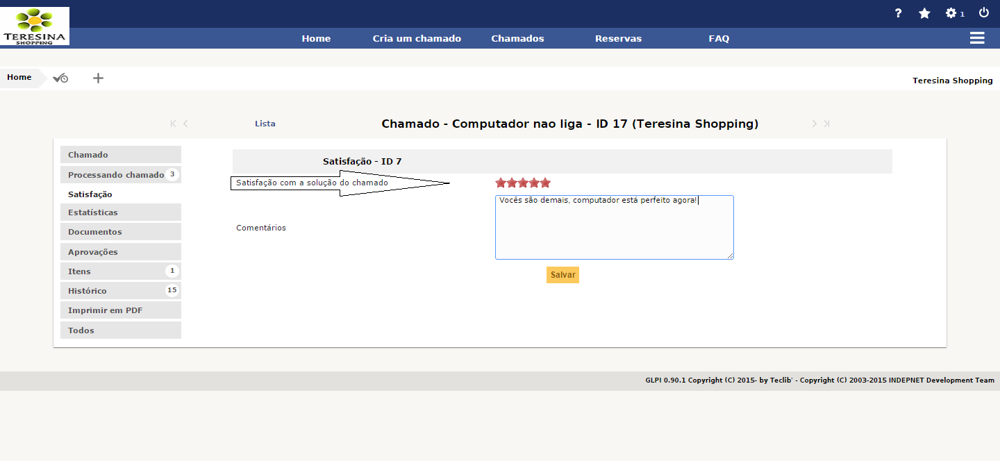 TERESINA
SHOPPING
? 1
Home Cria um chamado Chamados Reservas FAQ
Home Teresina Shopping
Lista Chamado - Computador nao liga - ID 17 (Teresina Shopping)
Chamado
Processando chamado 3
Satisfação
Estatísticas
Documentos
Aprovações
Itens 1
Histórico 15
Imprimir em PDF
Todos
Satisfação - ID 7
Satisfação com a solução do chamado
Vocês são demais, computador está perfeito agora!
Comentários
Salvar
GLPI 0.90.1 Copyright (C) 2015- by Teclib' - Copyright (C) 2003-2015 INDEPNET Development Team